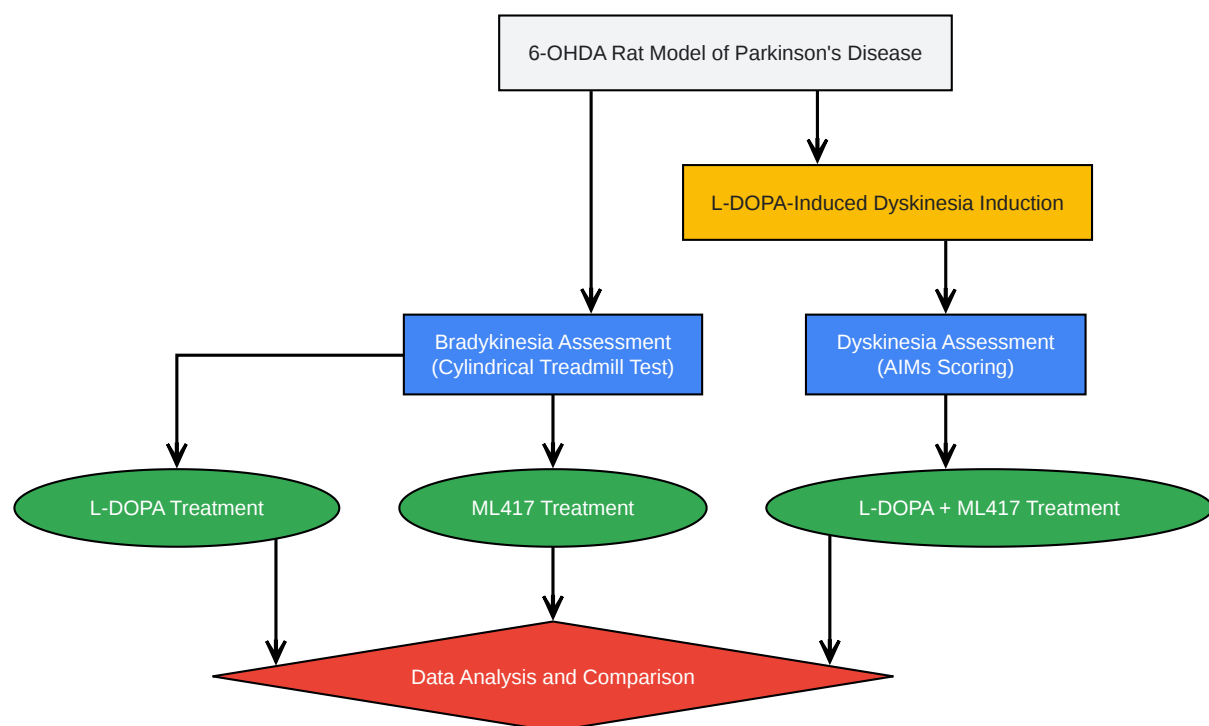 6-OHDA Rat Model of Parkinson's Disease
L-DOPA-Induced Dyskinesia Induction
Bradykinesia Assessment
(Cylindrical Treadmill Test)
Dyskinesia Assessment
(AIMs Scoring)
L-DOPA Treatment
ML417 Treatment
L-DOPA + ML417 Treatment
Data Analysis and Comparison